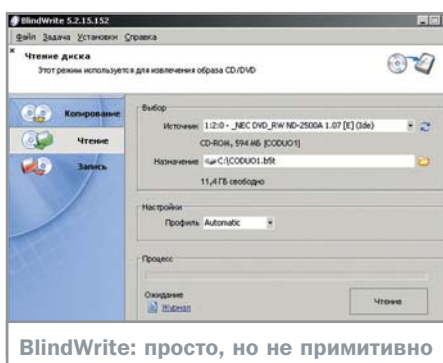 BlindWrite 5.2.15.152
Файл Задача Установки Справка
Чтение диска
Этот режим используется для извлечения образа CD/DVD
Копирование
Чтение
Запись
Выбор
Источник 1:2:0 - _NEC DVD_RW ND-2500A 1.07 [E] (Ide)
CD-ROM, 594 МБ [CODUO1]
Назначение C:\CODUO1.b5t
11,4 ГБ свободно
Настройки
Профиль Automatic
Процесс
Ожидание
Журнал
Чтение
BlindWrite: просто, но не примитивно